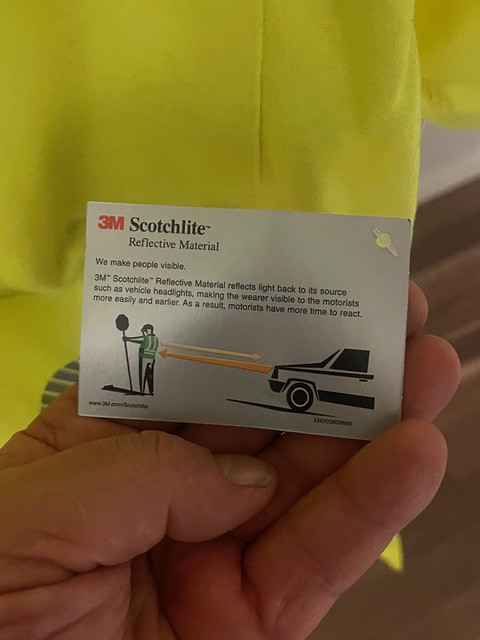 3M Scotchlite™
Reflective Material
We make people visible.
3M™ Scotchlite™ Reflective Material reflects light back to its source
such as vehicle headlights, making the wearer visible to the motorists
more easily and earlier. As a result, motorists have more time to react.
www.3M.com/Scotchlite